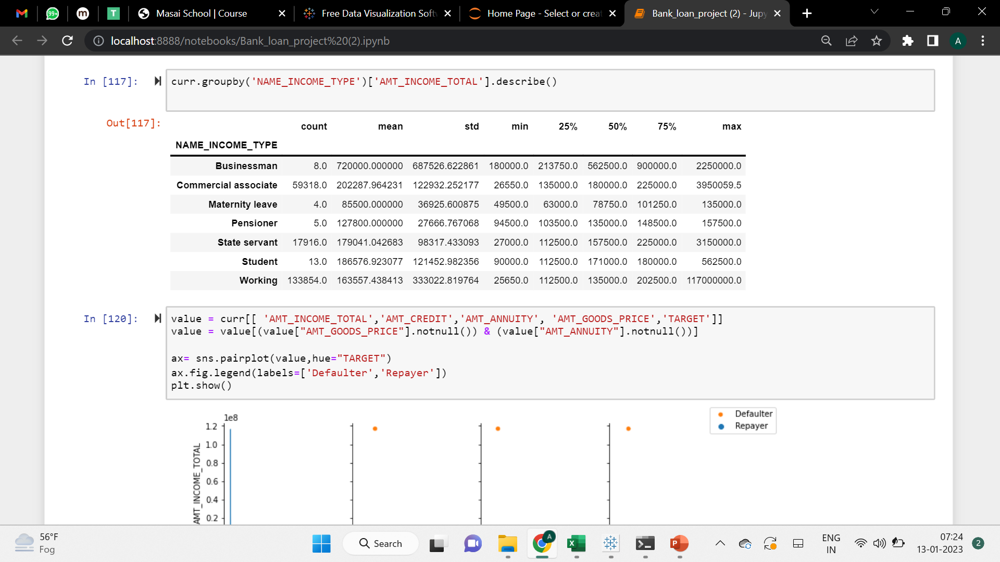 99+
m
T
Masai School | Course
Free Data Visualization Soft
Home Page - Select or creat
Bank_loan_project (2) - Jupy
localhost:8888/notebooks/Bank_loan_project%20(2).ipynb
A
In [117]: curr.groupby('NAME_INCOME_TYPE')['AMT_INCOME_TOTAL'].describe()
Out[117]:
count mean std min 25% 50% 75% max
NAME_INCOME_TYPE
Businessman 8.0 720000.000000 687526.622861 180000.0 213750.0 562500.0 900000.0 2250000.0
Commercial associate 59318.0 202287.964231 122932.252177 26550.0 135000.0 180000.0 225000.0 3950059.5
Maternity leave 4.0 85500.000000 36925.600875 49500.0 63000.0 78750.0 101250.0 135000.0
Pensioner 5.0 127800.000000 27666.767068 94500.0 103500.0 135000.0 148500.0 157500.0
State servant 17916.0 179041.042683 98317.433093 27000.0 112500.0 157500.0 225000.0 3150000.0
Student 13.0 186576.923077 121452.982356 90000.0 112500.0 171000.0 180000.0 562500.0
Working 133854.0 163557.438413 333022.819764 25650.0 112500.0 135000.0 202500.0 117000000.0
In [120]: value = curr[[ 'AMT_INCOME_TOTAL','AMT_CREDIT','AMT_ANNUITY', 'AMT_GOODS_PRICE','TARGET']]
value = value[(value["AMT_GOODS_PRICE"].notnull()) & (value["AMT_ANNUITY"].notnull())]
ax= sns.pairplot(value,hue="TARGET")
ax.fig.legend(labels=['Defaulter','Repayer'])
plt.show()
1e8
1.2
1.0
0.8
0.6
0.4
0.2
AMT_INCOME_TOTAL
Defaulter
Repayer
56°F
Fog
Search
A
X
P
ENG
IN
07:24
13-01-2023
2